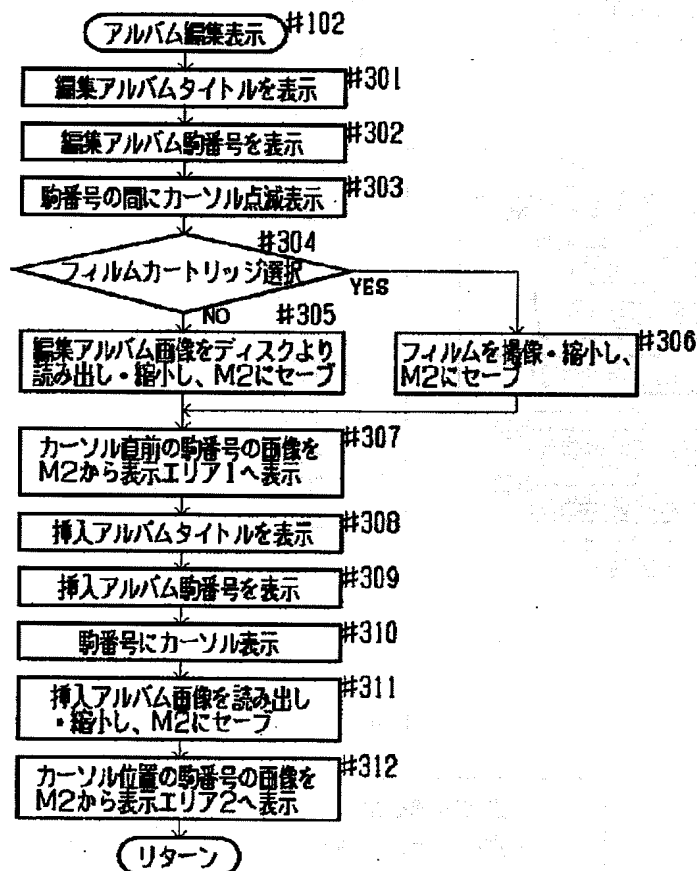 アルバム編集表示 #102
編集アルバムタイトルを表示 #301
編集アルバム駒番号を表示 #302
駒番号の間にカーソル点滅表示 #303
#304
フィルムカートリッジ選択
YES
NO #305
編集アルバム画像をディスクより
読み出し・縮小し、M2にセーブ
フィルムを撮像・縮小し、 #306
M2にセーブ
カーソル直前の駒番号の画像を #307
M2から表示エリア1へ表示
挿入アルバムタイトルを表示 #308
挿入アルバム駒番号を表示 #309
駒番号にカーソル表示 #310
挿入アルバム画像を読み出し #311
・縮小し、M2にセーブ
カーソル位置の駒番号の画像を #312
M2から表示エリア2へ表示
リターン